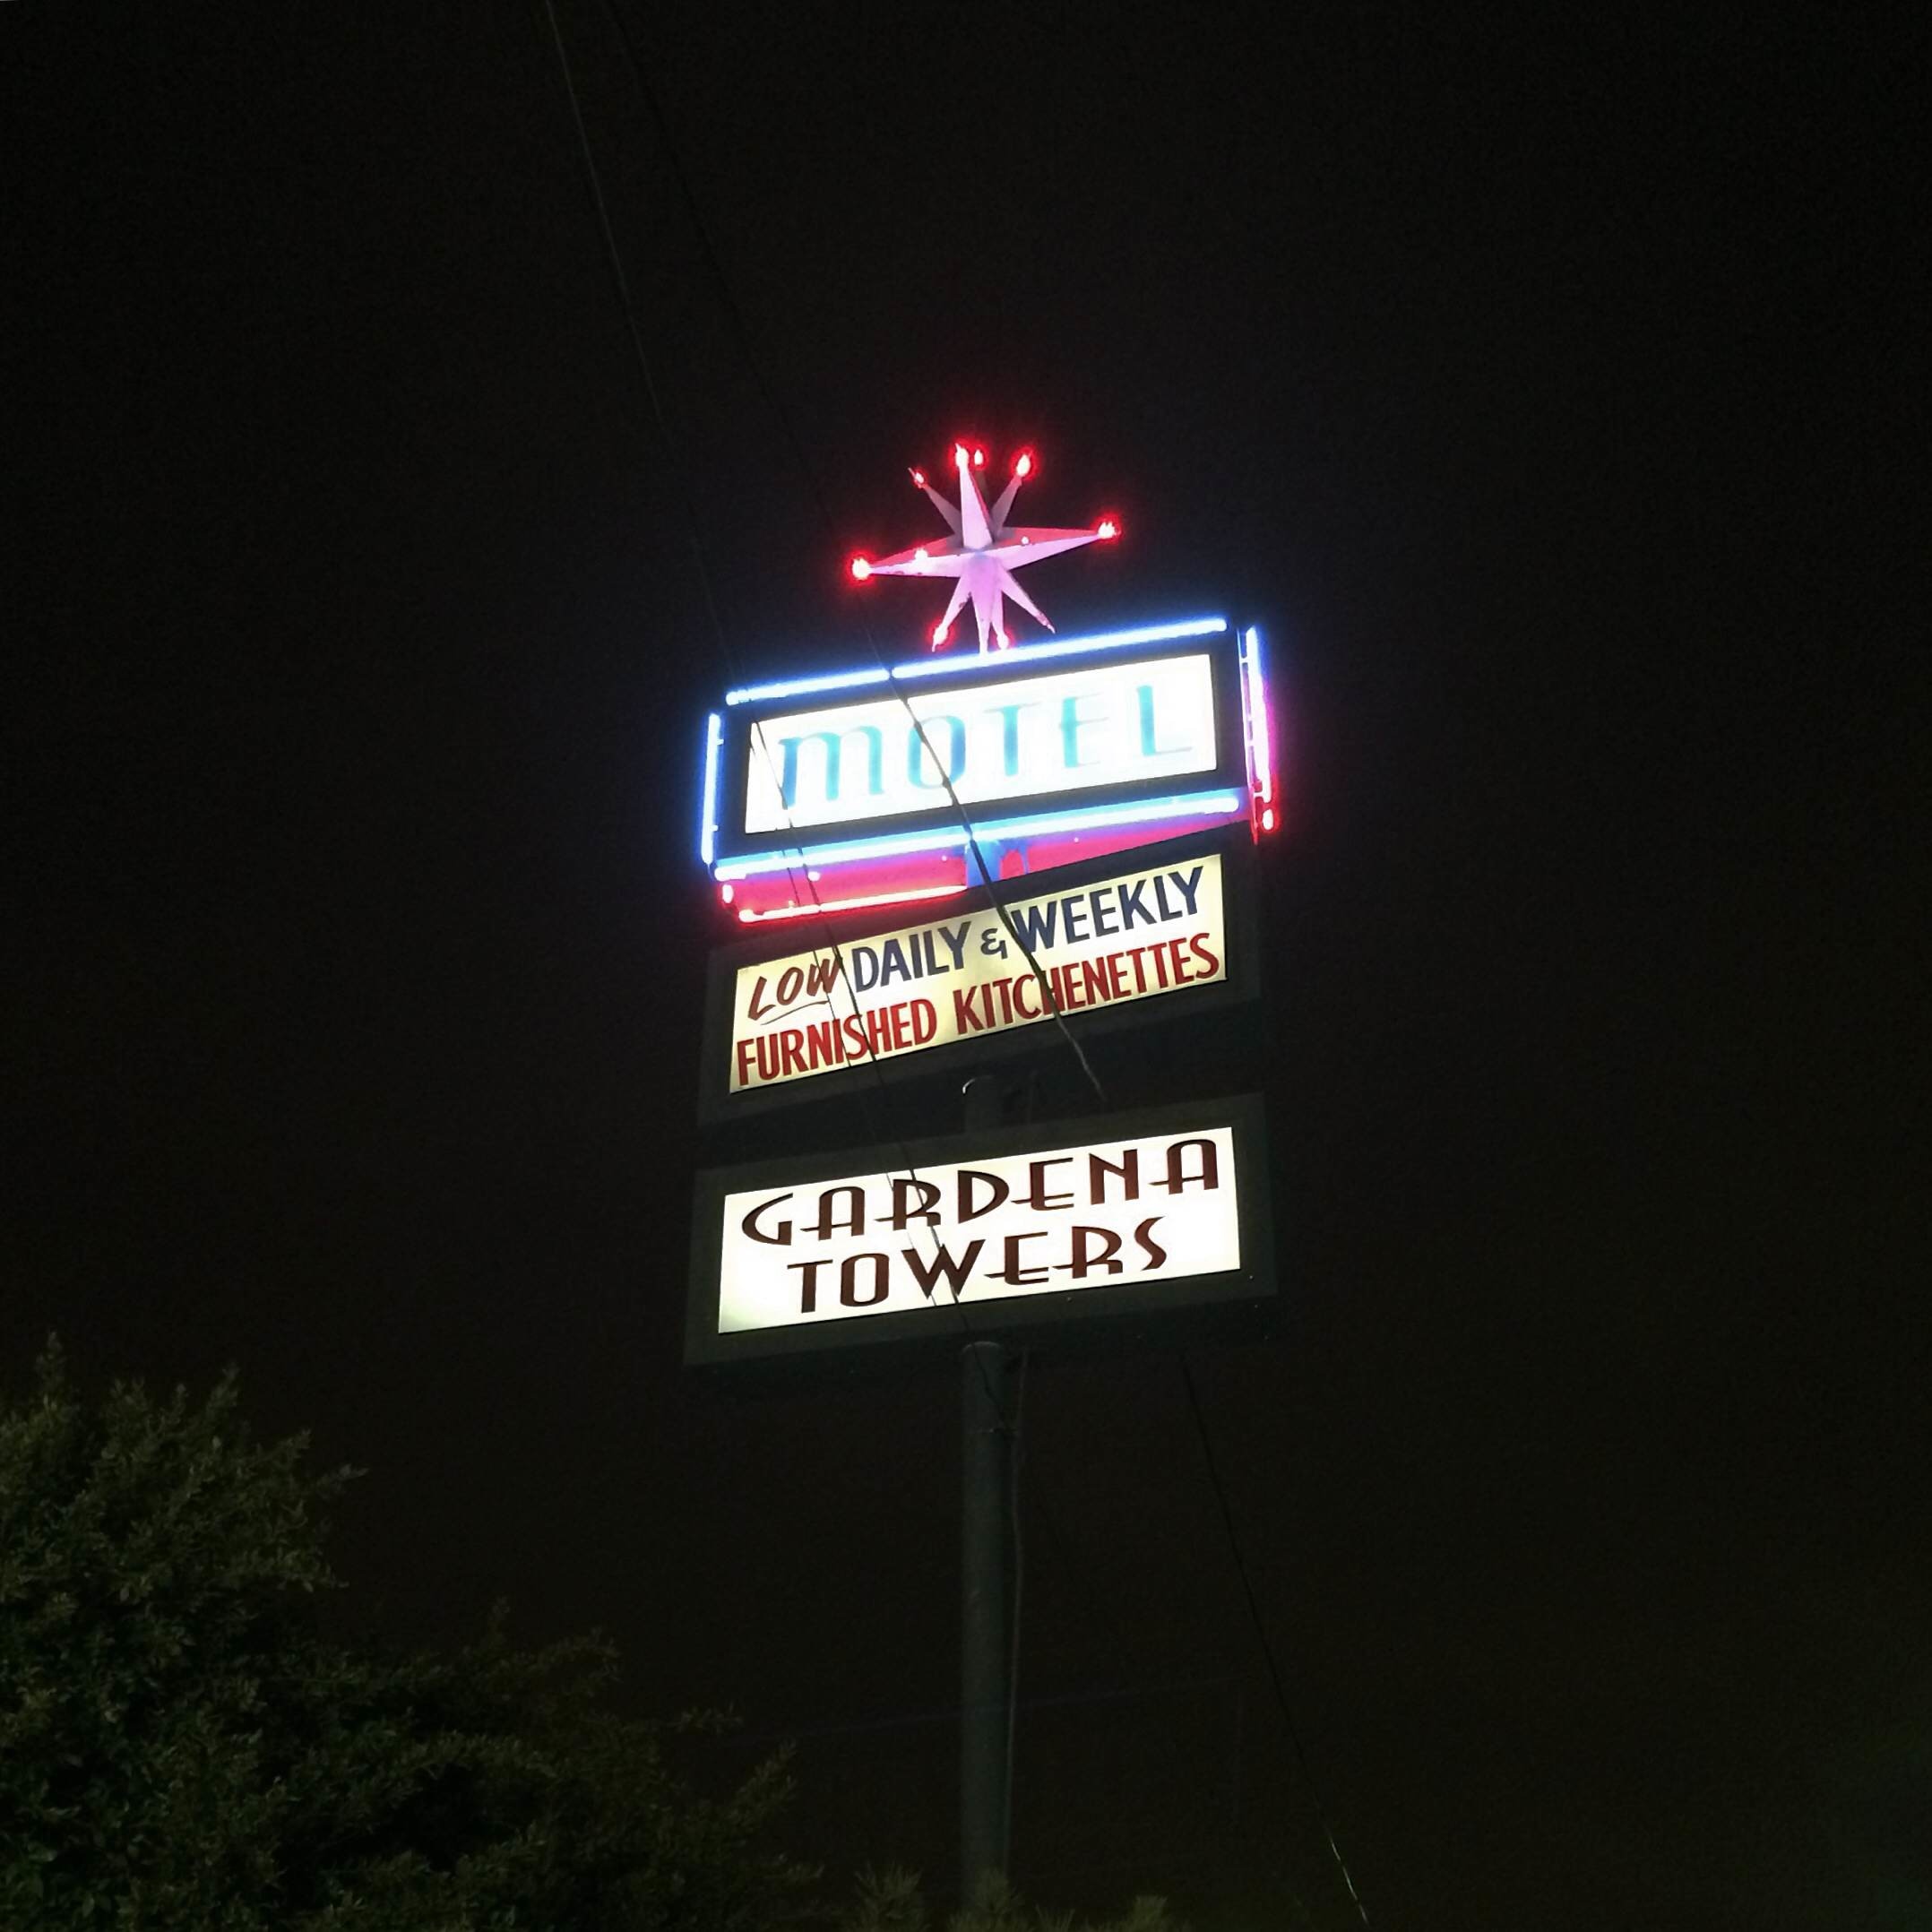 MOTEL
LOW DAILY & WEEKLY
FURNISHED KITCHENETTES
GARDENA
TOWERS